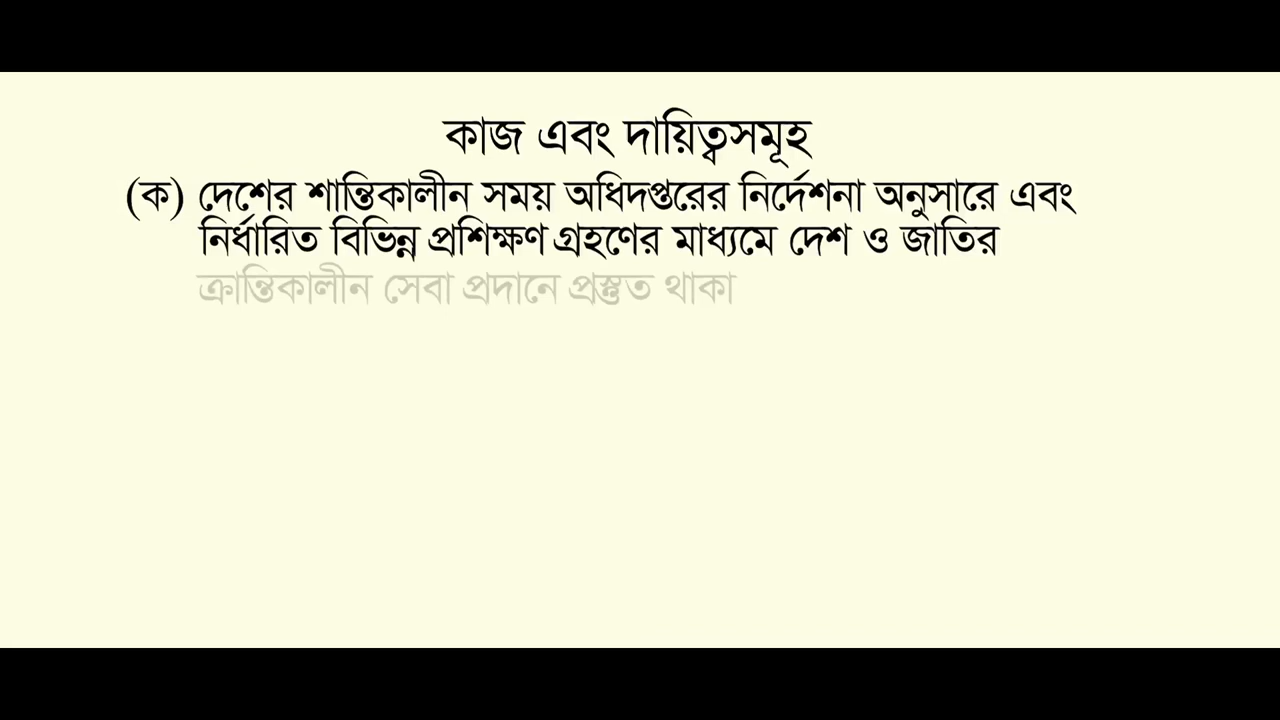 কাজ এবং দায়িত্বসমূহ
(ক) দেশের শান্তিকালীন সময় অধিদপ্তরের নির্দেশনা অনুসারে এবং
নির্ধারিত বিভিন্ন প্রশিক্ষণ গ্রহণের মাধ্যমে দেশ ও জাতির
ক্রান্তিকালীন সেবা প্রদানে প্রস্তুত থাকা